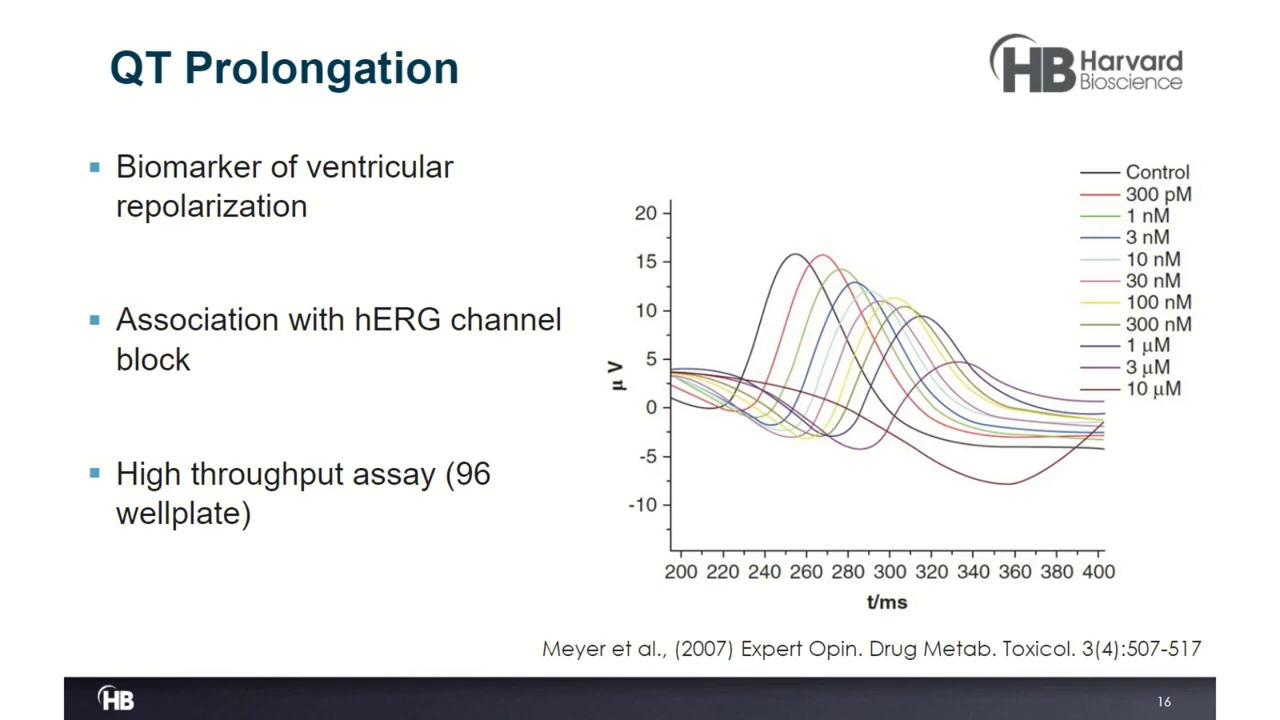 QT Prolongation
HB Harvard
Bioscience
▪ Biomarker of ventricular
repolarization
▪ Association with hERG channel
block
▪ High throughput assay (96
wellplate)
Control
300 pM
1 nM
3 nM
10 nM
30 nM
100 nM
300 nM
1 μM
3 μM
10 μM
20
15
10
5
0
-5
-10
μ V
200 220 240 260 280 300 320 340 360 380 400
t/ms
Meyer et al., (2007) Expert Opin. Drug Metab. Toxicol. 3(4):507-517
HB
16